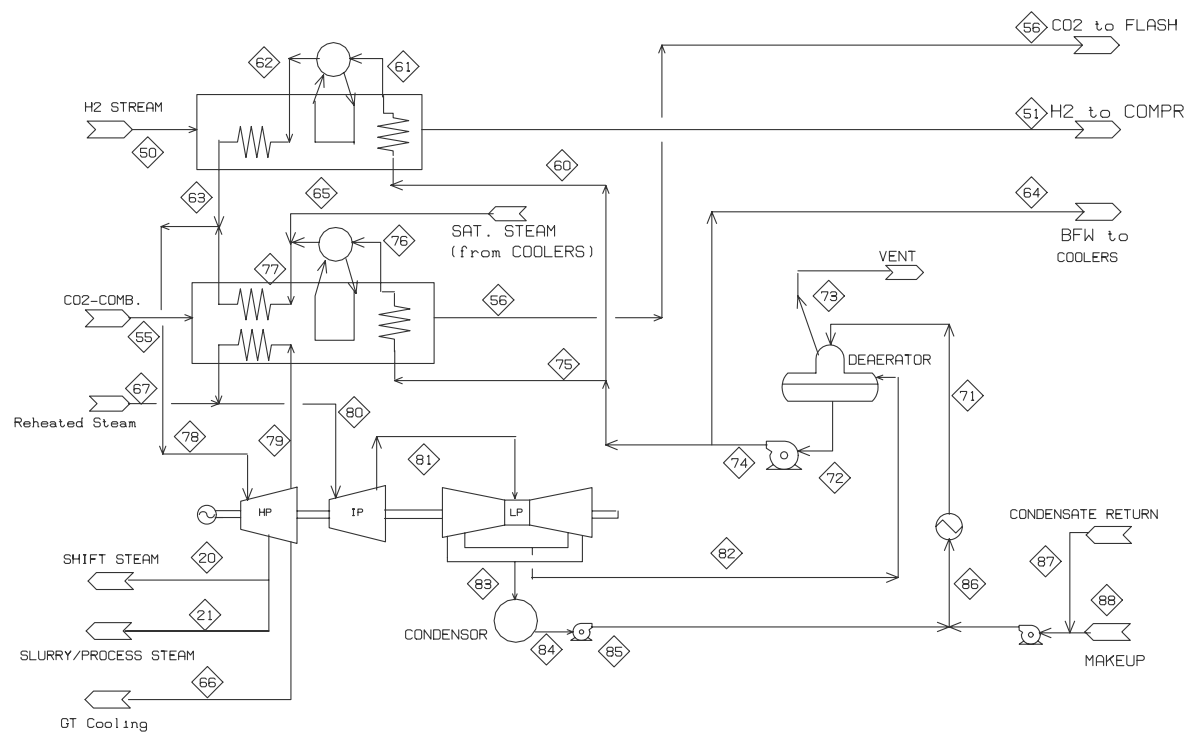 56 CO2 to FLASH
62
61
H2 STREAM
51 H2 to COMPR
50
60
63
65
64
SAT. STEAM
(from COOLERS)
76
BFW to
COOLERS
77
VENT
73
CO2-COMB.
56
55
DEAERATOR
75
67
71
Reheated Steam
80
78
79
81
74
72
HP
IP
LP
CONDENSATE RETURN
SHIFT STEAM
20
82
87
83
86
88
21
CONDENSOR
84
85
SLURRY/PROCESS STEAM
MAKEUP
66
GT Cooling